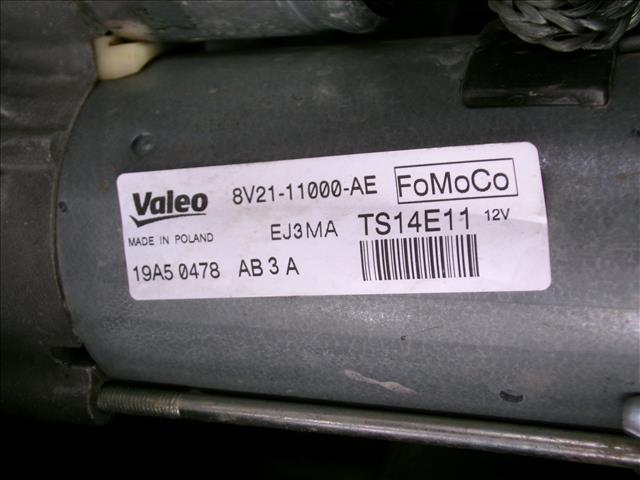 Valeo 8V21-11000-AE FoMoCo
MADE IN POLAND EJ3MA TS14E11 12V
19A5 0478 AB 3 A